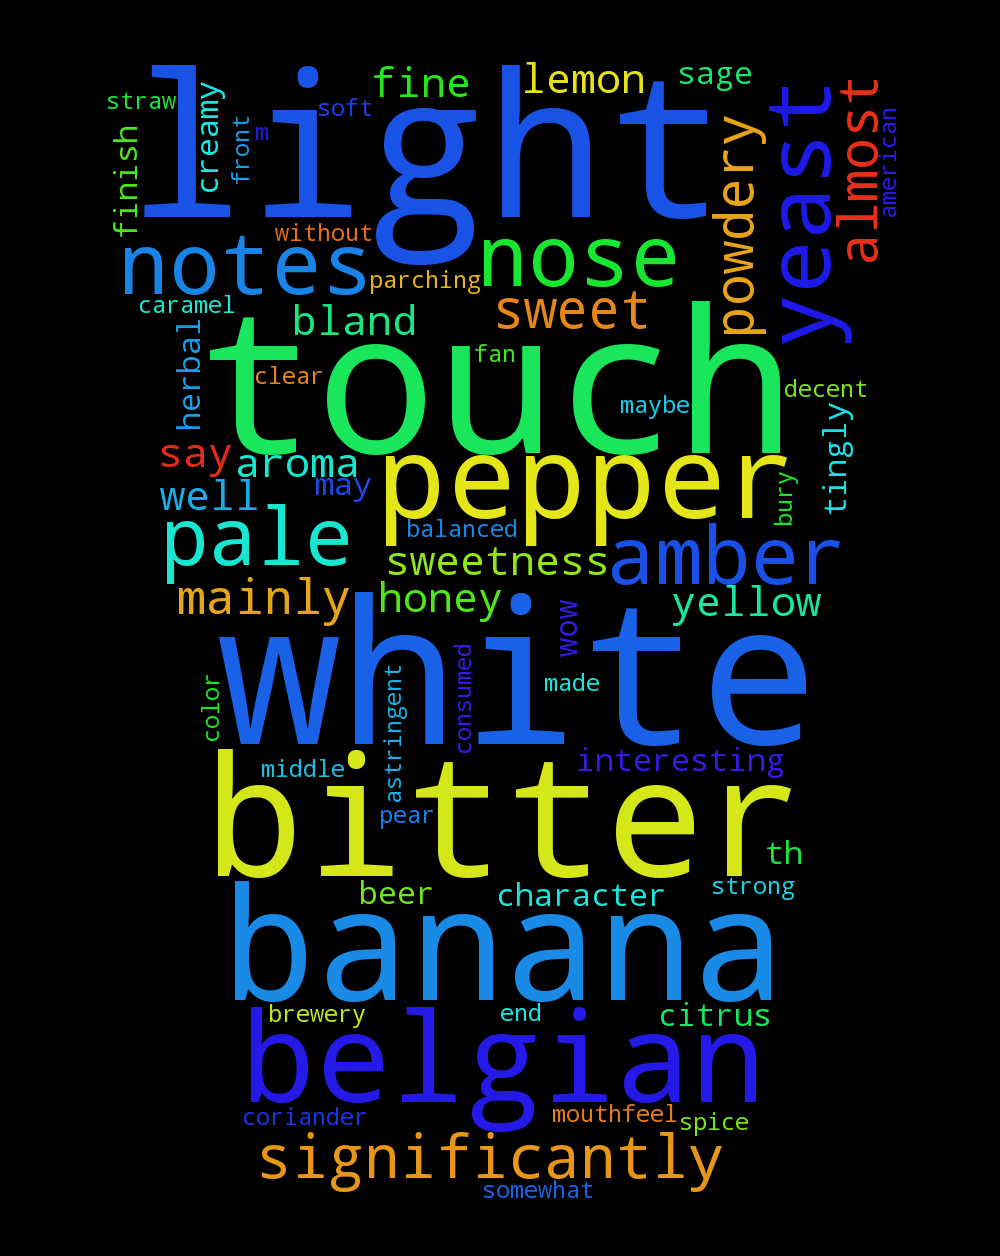 light
fine
lemon
sage
straw
creamy
soft
finish
front
m
yeast
almost
powdery
american
without
notes
nose
parching
caramel
sweet
bland
herbal
touch
fan
clear
decent
maybe
tingly
say
aroma
pepper
well
may
bury
pale
balanced
amber
sweetness
mainly
honey
yellow
white
wow
consumed
made
color
astringent
bitter
middle
interesting
pear
th
beer
character
strong
banana
brewery
end
citrus
belgian
coriander
mouthfeel
spice
significantly
somewhat